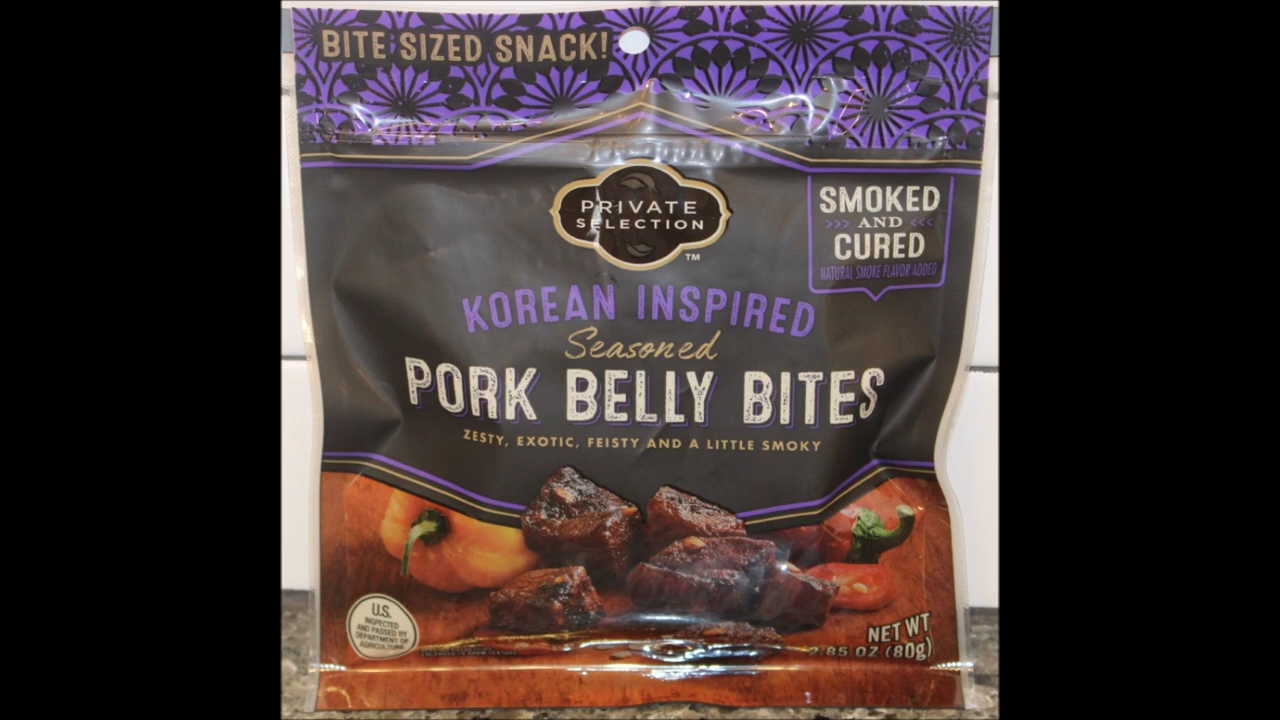 BITE SIZED SNACK!
PRIVATE
SELECTION
TM
SMOKED
>>> AND <<<
CURED
NATURAL SMOKE FLAVOR ADDED
KOREAN INSPIRED
Seasoned
PORK BELLY BITES
ZESTY, EXOTIC, FEISTY AND A LITTLE SMOKY
U.S.
INSPECTED
AND PASSED BY
DEPARTMENT OF
AGRICULTURE
NET WT
2.85 OZ (80g)